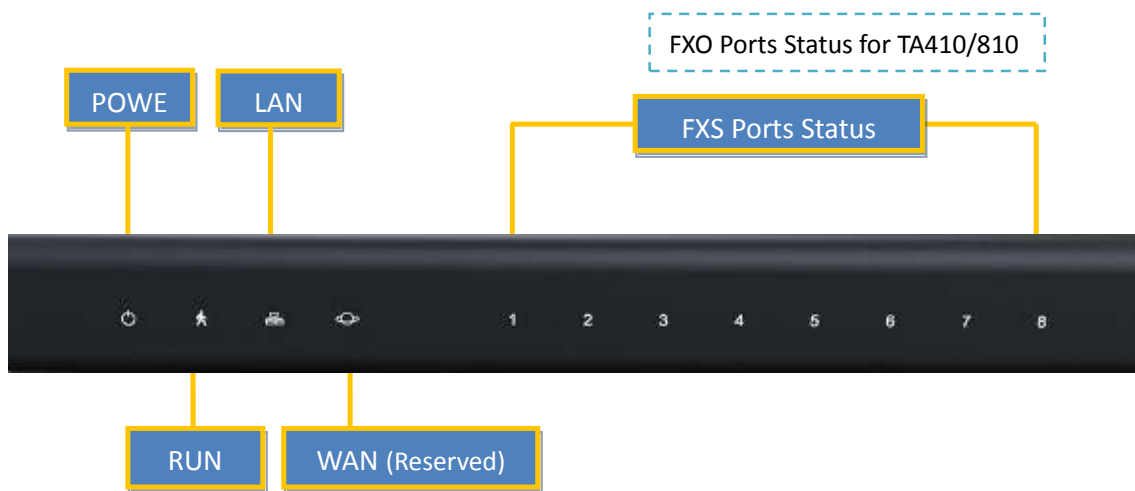 FXO Ports Status for TA410/810
POWE
LAN
FXS Ports Status
1 2 3 4 5 6 7 8
RUN
WAN (Reserved)